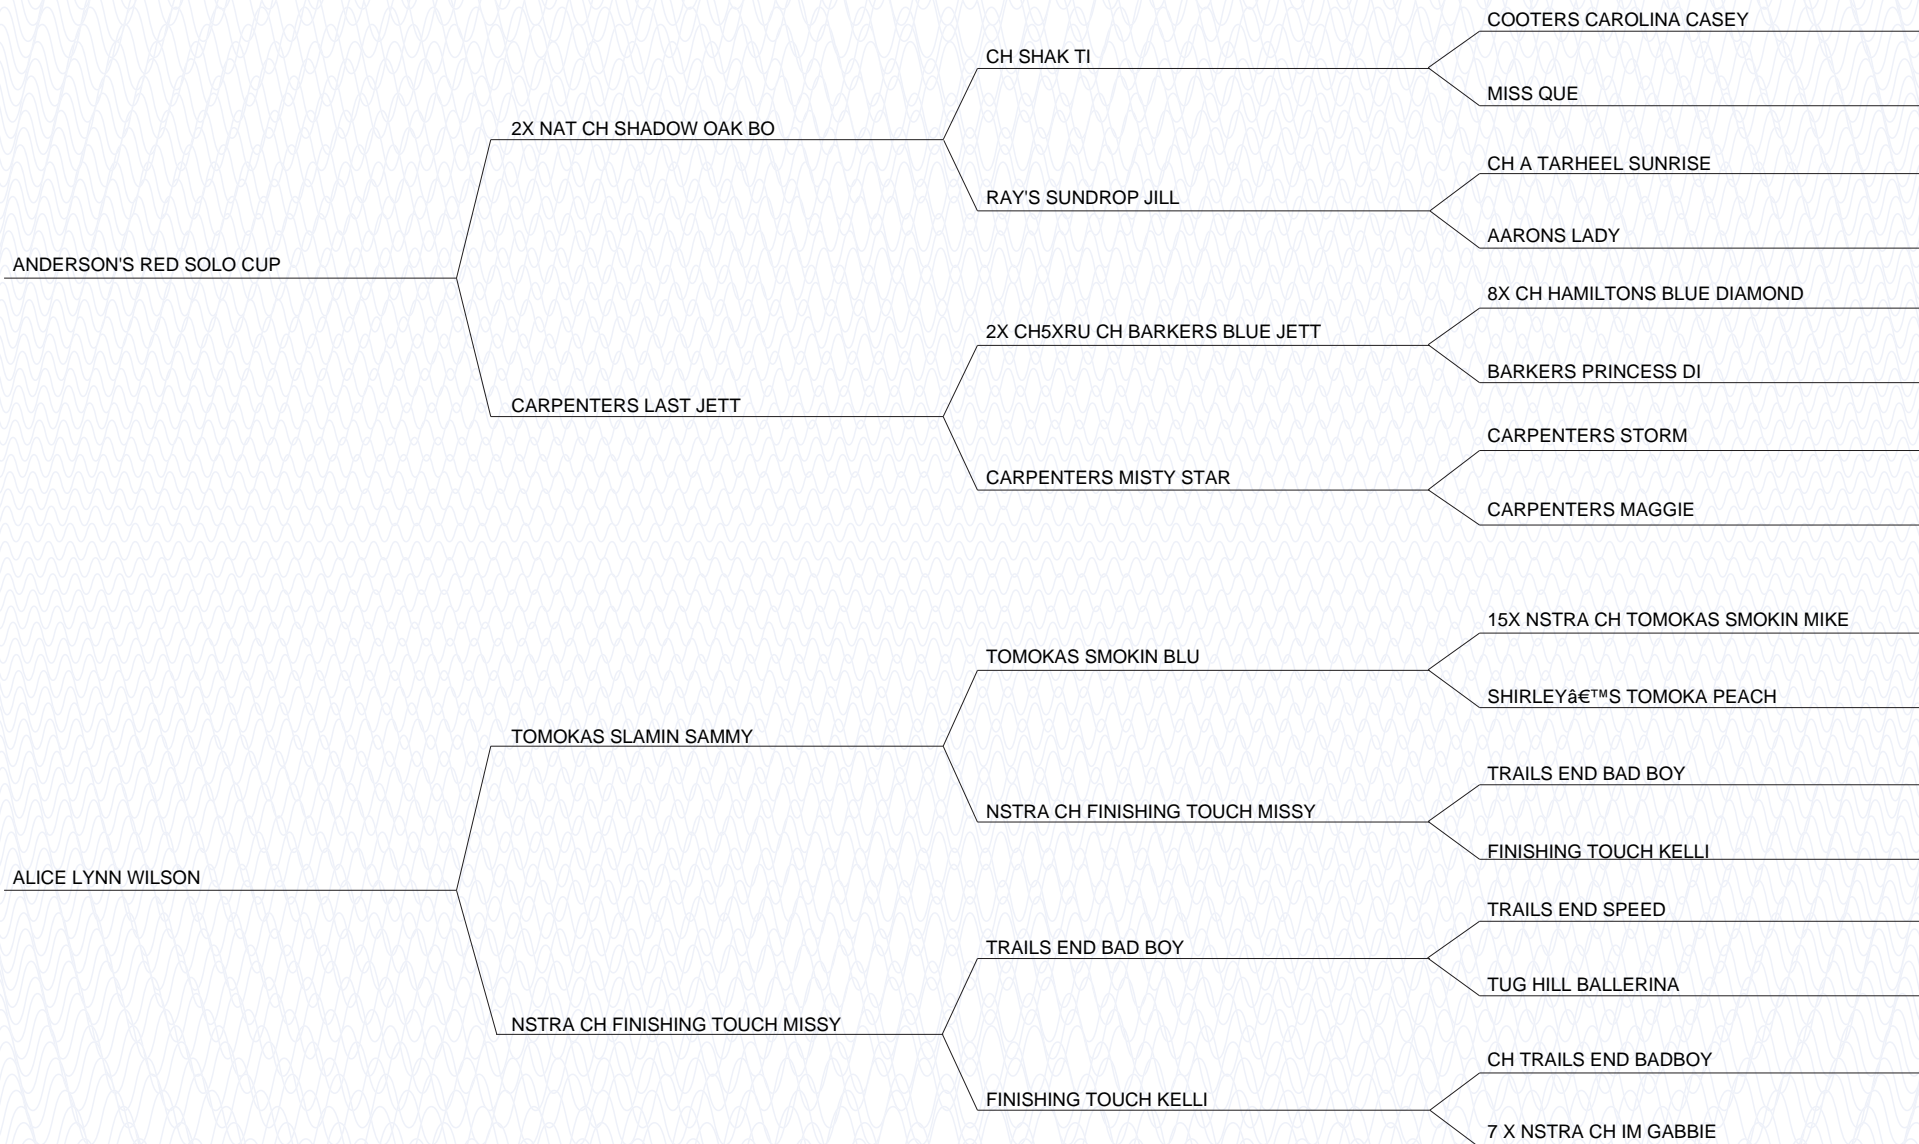 COOTERS CAROLINA CASEY
CH SHAK TI
MISS QUE
2X NAT CH SHADOW OAK BO
CH A TARHEEL SUNRISE
RAY'S SUNDROP JILL
AARONS LADY
ANDERSON'S RED SOLO CUP
8X CH HAMILTONS BLUE DIAMOND
2X CH5XRU CH BARKERS BLUE JETT
BARKERS PRINCESS DI
CARPENTERS LAST JETT
CARPENTERS STORM
CARPENTERS MISTY STAR
CARPENTERS MAGGIE
15X NSTRA CH TOMOKAS SMOKIN MIKE
TOMOKAS SMOKIN BLU
SHIRLEYâ€™S TOMOKA PEACH
TOMOKAS SLAMIN SAMMY
TRAILS END BAD BOY
NSTRA CH FINISHING TOUCH MISSY
FINISHING TOUCH KELLI
ALICE LYNN WILSON
TRAILS END SPEED
TRAILS END BAD BOY
TUG HILL BALLERINA
NSTRA CH FINISHING TOUCH MISSY
CH TRAILS END BADBOY
FINISHING TOUCH KELLI
7 X NSTRA CH IM GABBIE